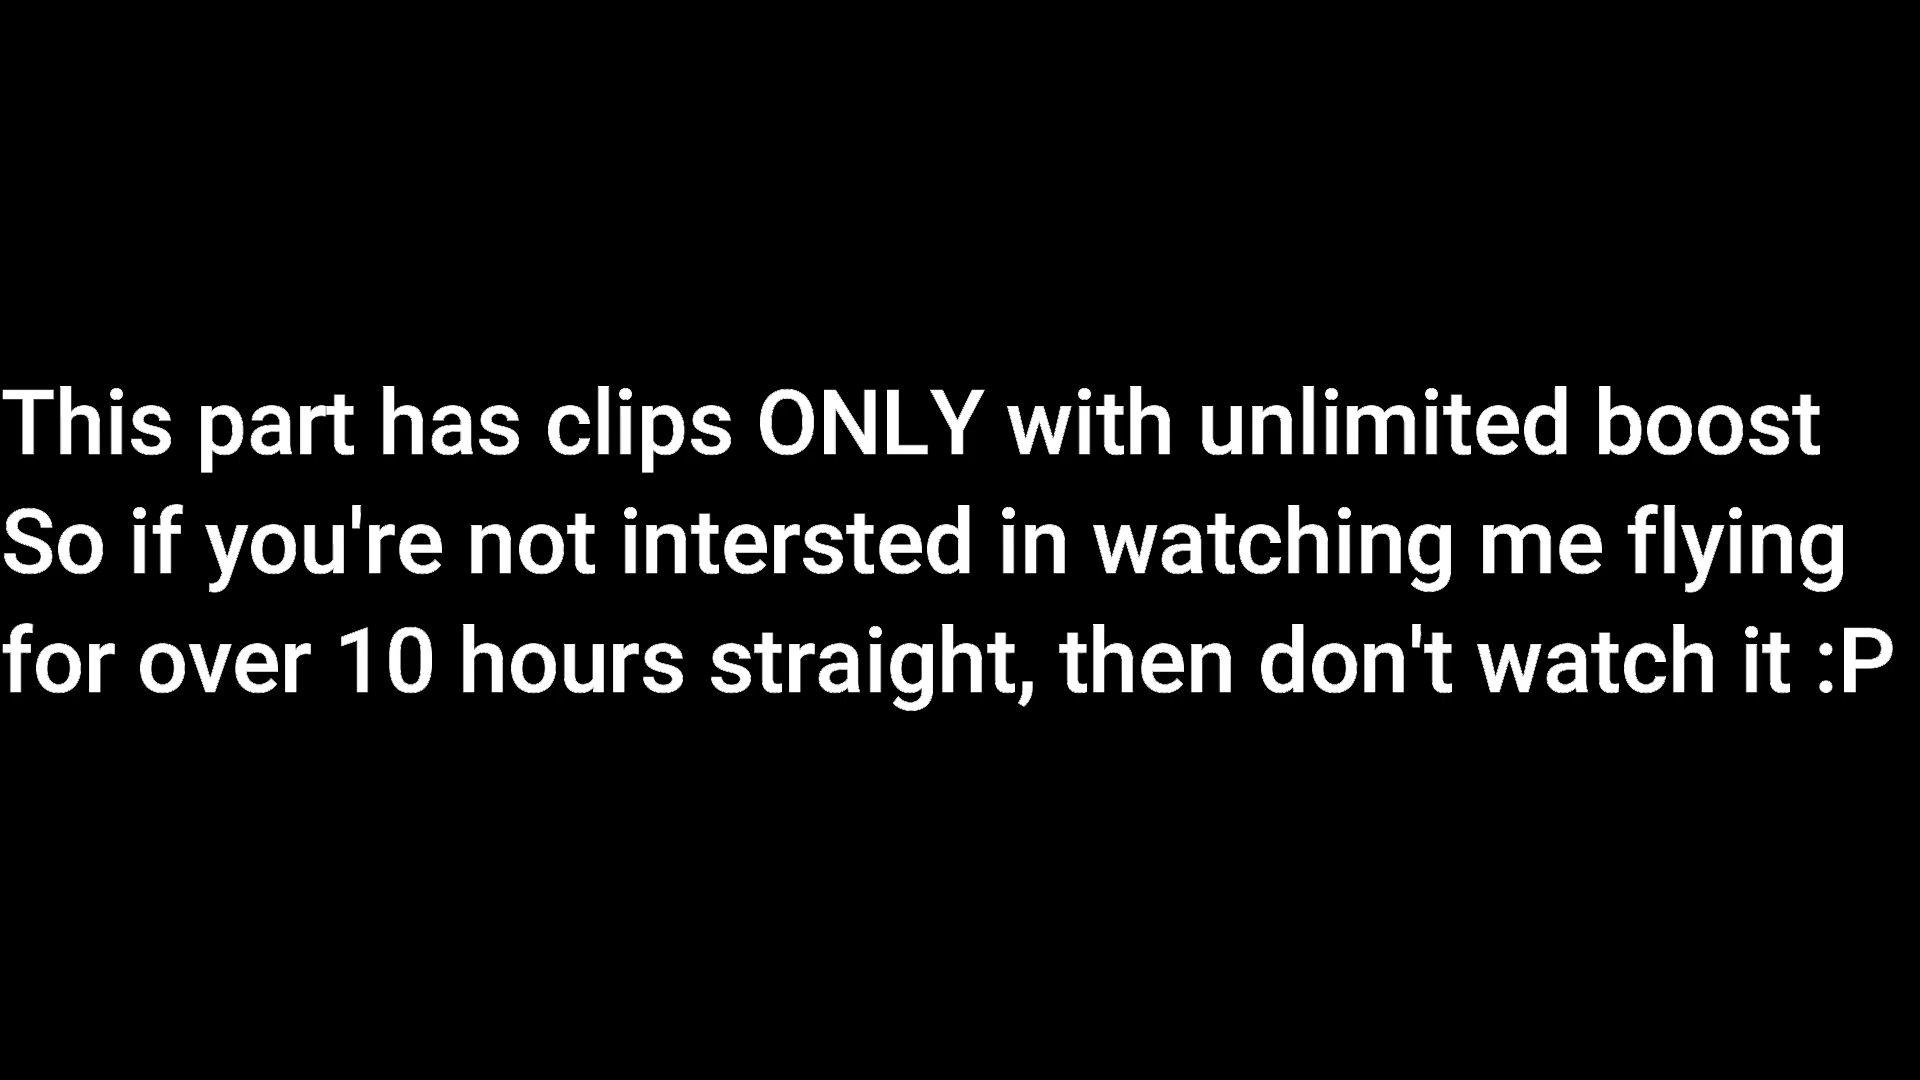 This part has clips ONLY with unlimited boost
So if you're not intersted in watching me flying
for over 10 hours straight, then don't watch it :P